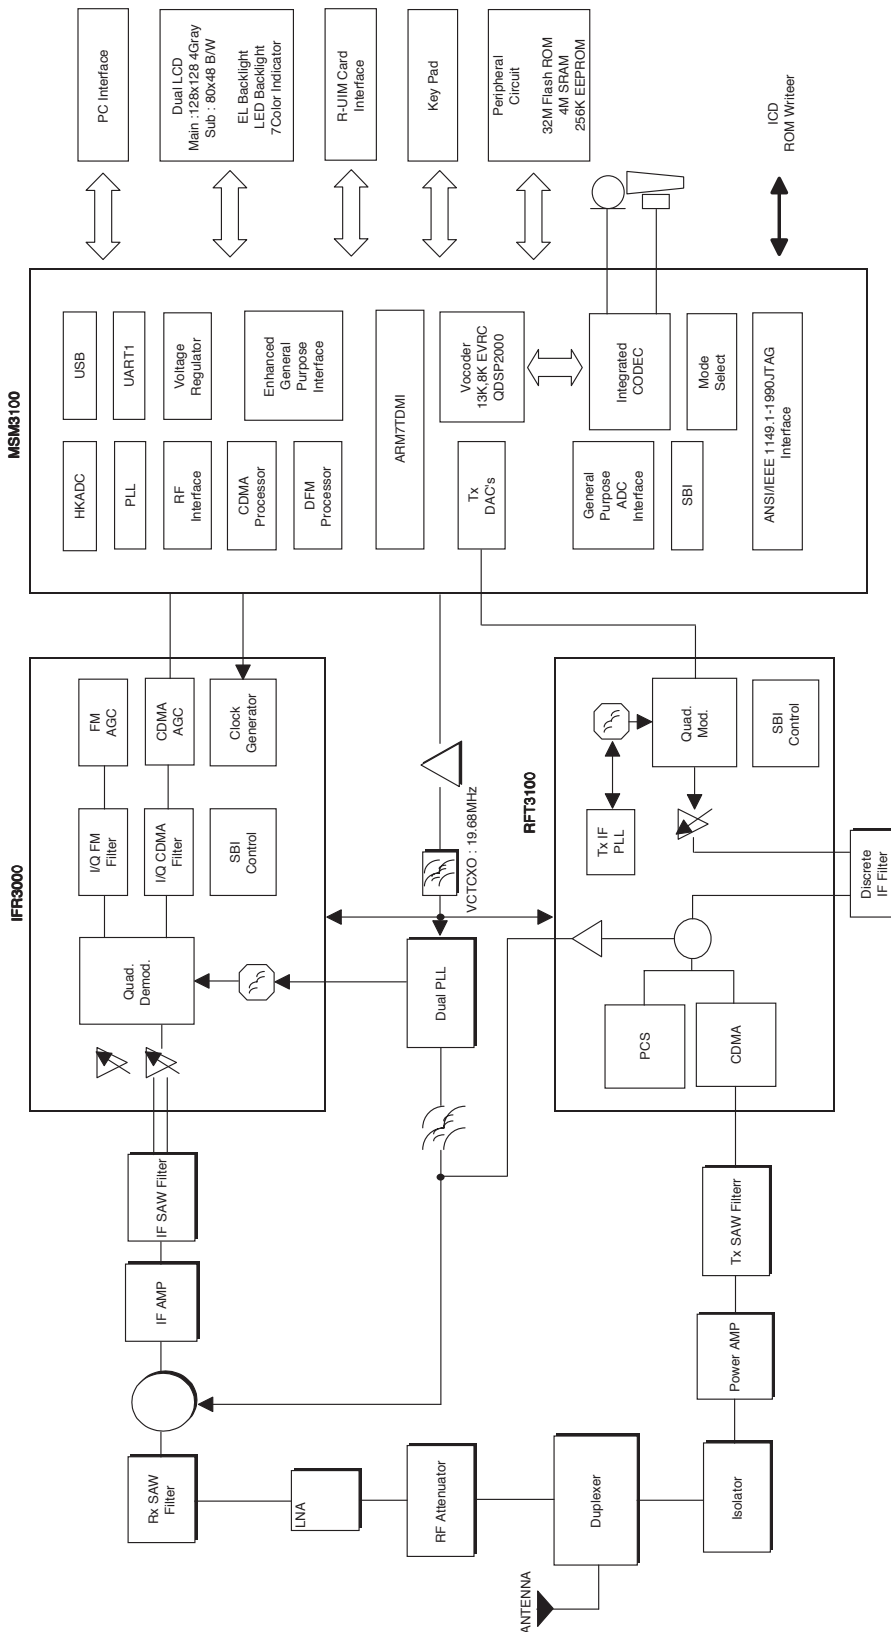 PC Interface
Dual LCD
Main :128x128 4Gray
Sub : 80x48 B/W
EL Backlight
LED Backlight
7Color Indicator
R-UIM Card
Interface
Key Pad
Peripheral
Circuit
32M Flash ROM
4M SRAM
256K EEPROM
ICD
ROM Writeer
MSM3100
USB
UART1
Voltage
Regulator
Enhanced
General
Purpose
Interface
ARM7TDMI
Vocoder
13K,8K EVRC
QDSP2000
Integrated
CODEC
Mode
Select
ANSI/IEEE 1149.1-1990JTAG
Interface
HKADC
PLL
RF
Interface
CDMA
Processor
DFM
Processor
Tx
DAC's
General
Purpose
ADC
Interface
SBI
IFR3000
FM
AGC
CDMA
AGC
Clock
Generator
I/Q FM
Filter
I/Q CDMA
Filter
SBI
Control
Quad.
Demod.
VCTCXO : 19.68MHz
Dual PLL
RFT3100
Quad.
Mod.
SBI
Control
Tx IF
PLL
Discrete
IF Filter
PCS
CDMA
IF SAW Filter
IF AMP
Rx SAW
Filter
LNA
RF Attenuator
Duplexer
ANTENNA
Isolator
Power AMP
Tx SAW Filterr